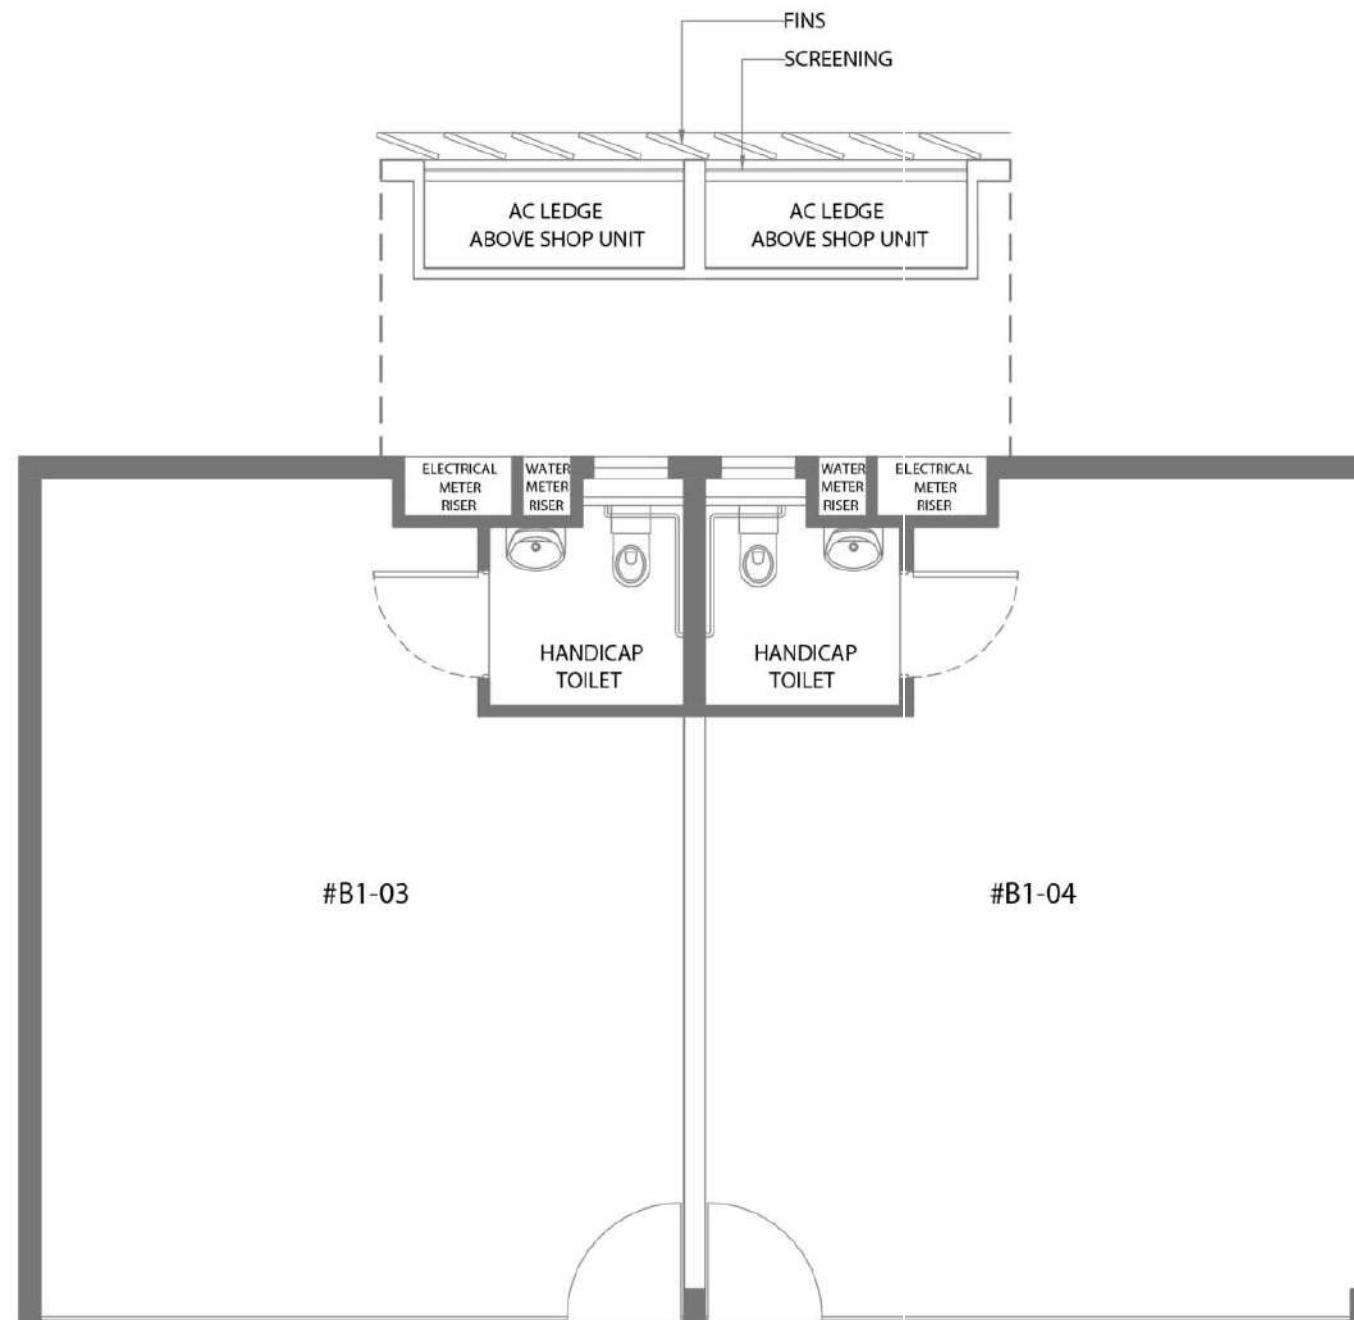 FINS
SCREENING
AC LEDGE
ABOVE SHOP UNIT
AC LEDGE
ABOVE SHOP UNIT
ELECTRICAL
METER
RISER
WATER
METER
RISER
WATER
METER
RISER
ELECTRICAL
METER
RISER
HANDICAP
TOILET
HANDICAP
TOILET
#B1-03
#B1-04